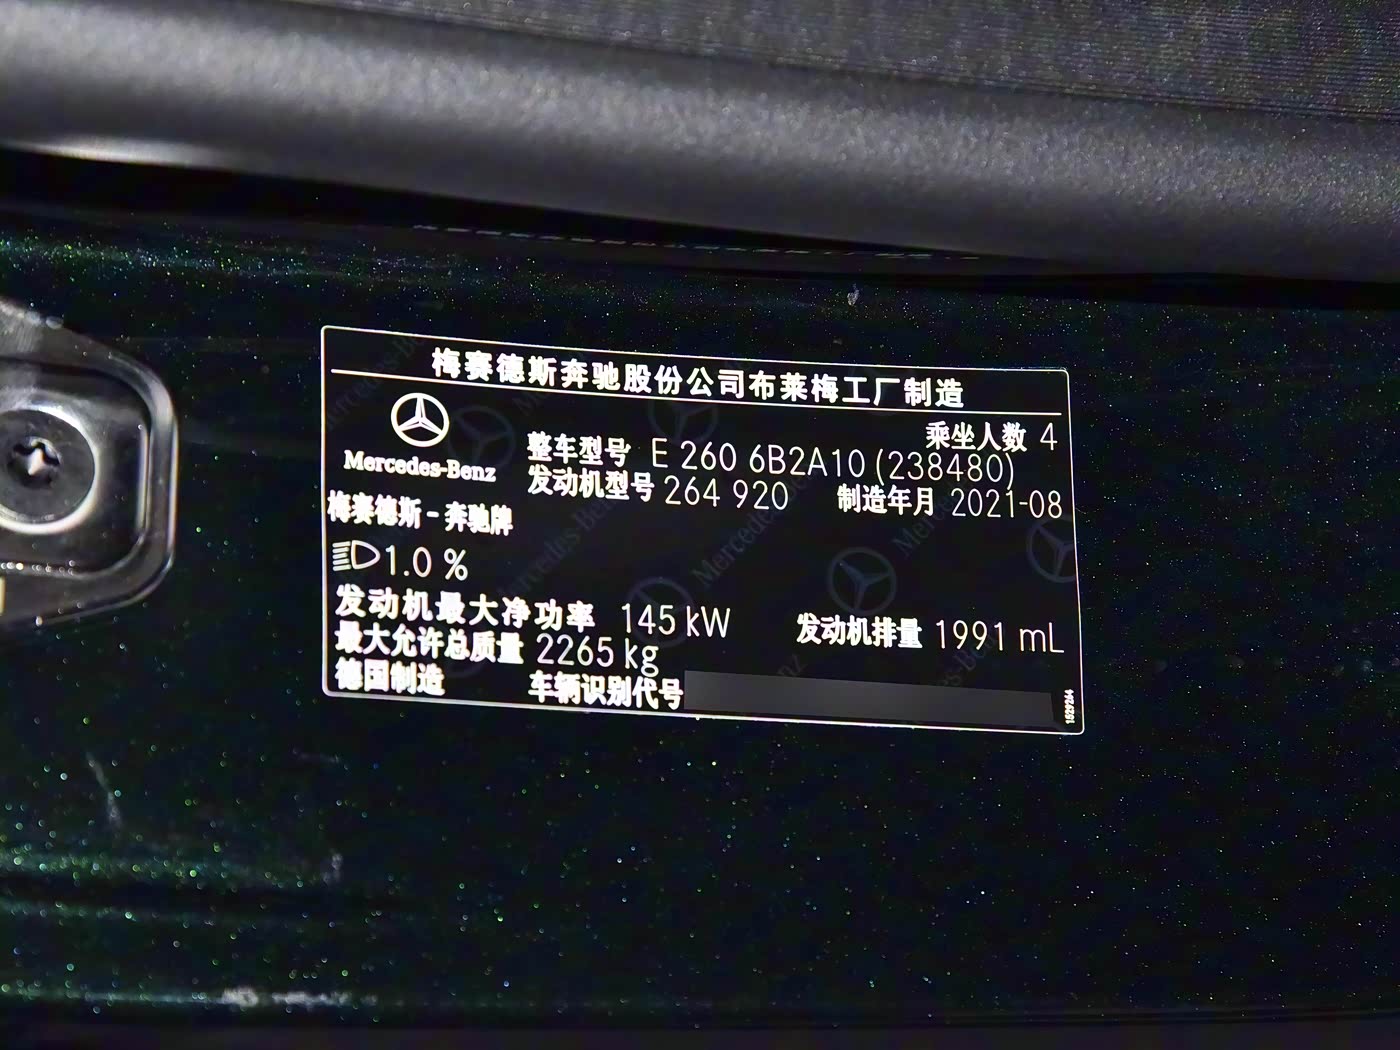 梅赛德斯奔驰股份公司布莱梅工厂制造
乘坐人数 4
Mercedes-Benz
整车型号 E 260 6B2A10 (238480)
发动机型号 264 920 制造年月 2021-08
梅赛德斯-奔驰牌
1.0 %
发动机最大净功率 145 kW 发动机排量 1991 mL
最大允许总质量 2265 kg
德国制造 车辆识别代号